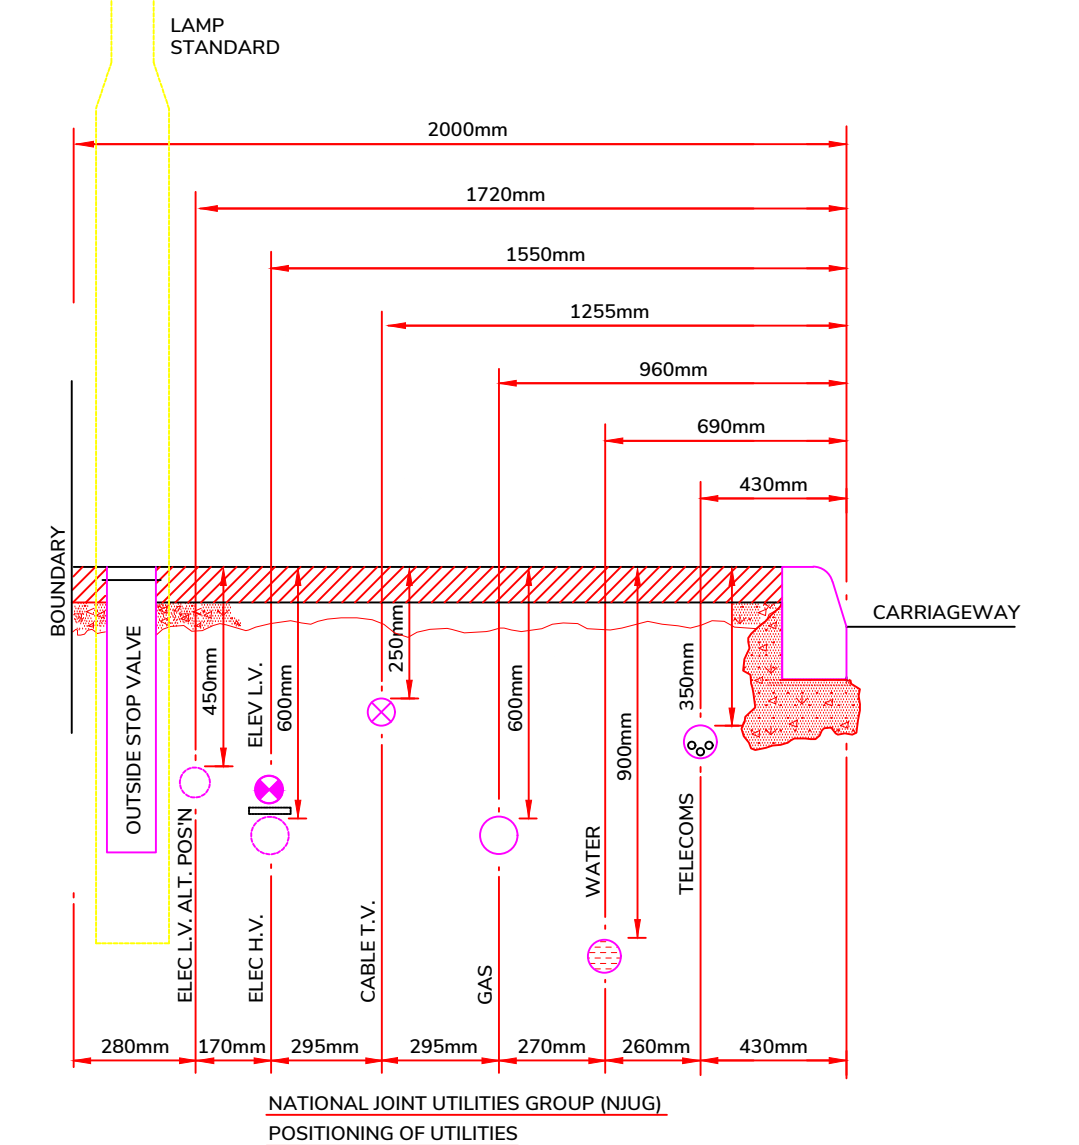 LAMP
STANDARD
2000mm
1720mm
1550mm
1255mm
960mm
690mm
430mm
BOUNDARY
CARRIAGEWAY
OUTSIDE STOP VALVE
450mm
ELEV L.V.
600mm
250mm
600mm
900mm
350mm
ELEC L.V. ALT. POS'N
ELEC H.V.
CABLE T.V.
GAS
WATER
TELECOMS
280mm
170mm
295mm
295mm
270mm
260mm
430mm
NATIONAL JOINT UTILITIES GROUP (NJUG)
POSITIONING OF UTILITIES